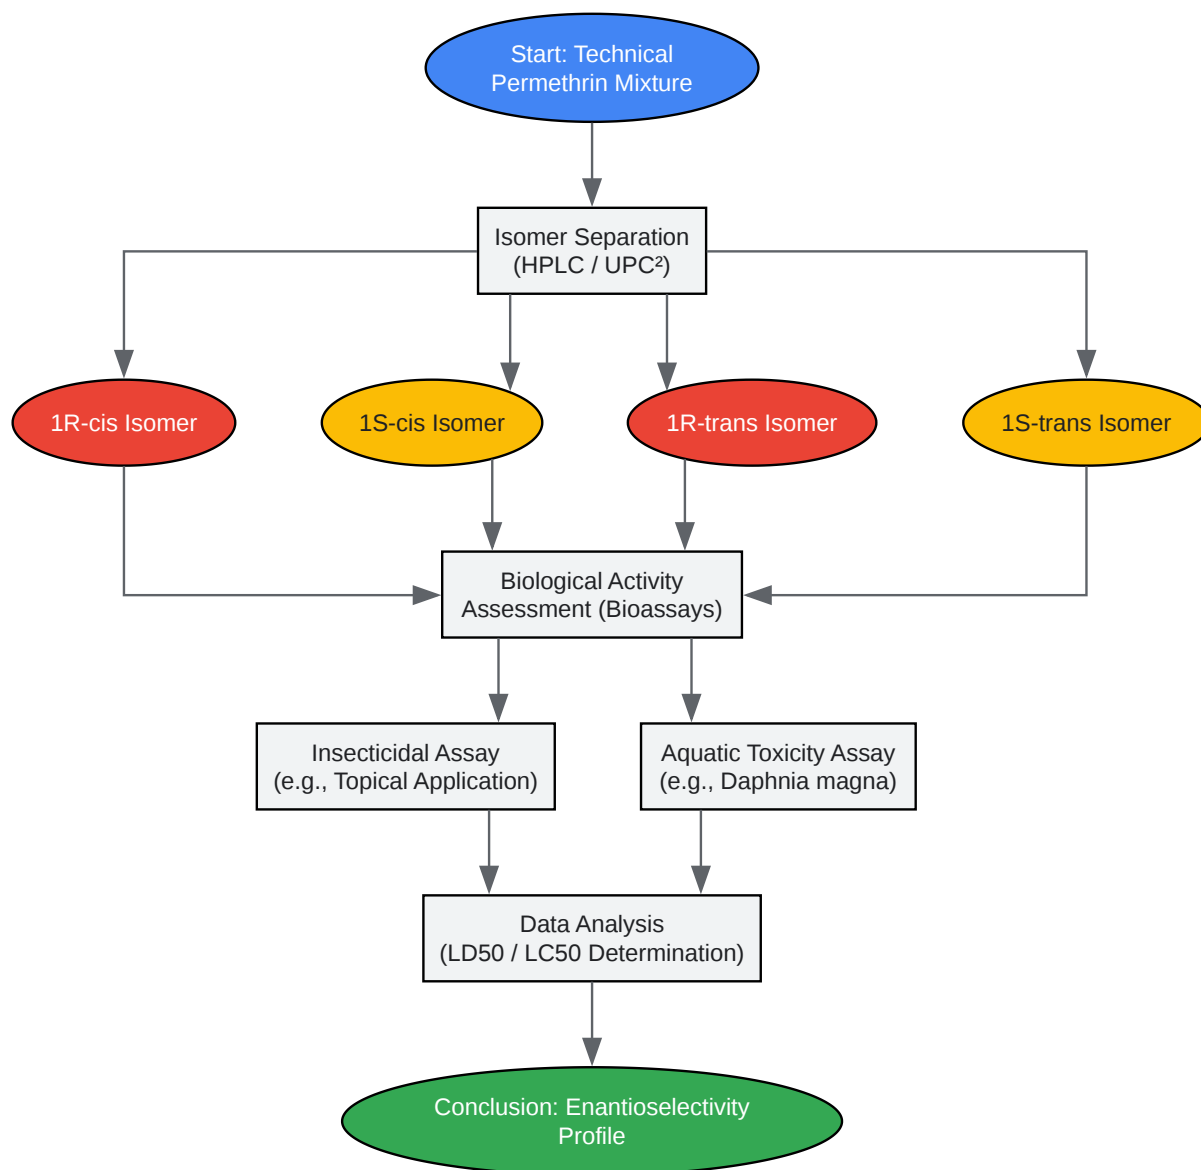 Start: Technical
Permethrin Mixture
Isomer Separation
(HPLC / UPC²)
1R-cis Isomer
1S-cis Isomer
1R-trans Isomer
1S-trans Isomer
Biological Activity
Assessment (Bioassays)
Insecticidal Assay
(e.g., Topical Application)
Aquatic Toxicity Assay
(e.g., Daphnia magna)
Data Analysis
(LD50 / LC50 Determination)
Conclusion: Enantioselectivity
Profile